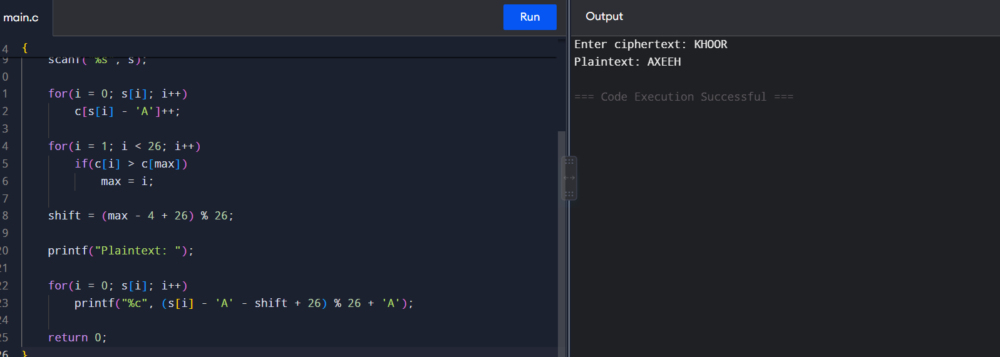 main.c
Run
Output
4 {
9 scanf("%s", s);
0
1 for(i = 0; s[i]; i++)
2 c[s[i] - 'A']++;
3
4 for(i = 1; i < 26; i++)
5 if(c[i] > c[max])
6 max = i;
7
8 shift = (max - 4 + 26) % 26;
9
20 printf("Plaintext: ");
21
22 for(i = 0; s[i]; i++)
23 printf("%c", (s[i] - 'A' - shift + 26) % 26 + 'A');
24
25 return 0;
26 }
Enter ciphertext: KHOOR
Plaintext: AXEEH
=== Code Execution Successful ===